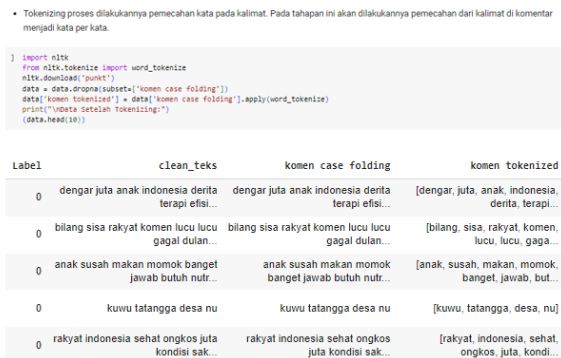 • Tokenizing proses dilakukannya pemecahan kata pada kalimat. Pada tahapan ini akan dilakukannya pemecahan dari kalimat di komentar
menjadi kata per kata.
] import nltk
from nltk.tokenize import word_tokenize
nltk.download('punkt')
data = data.dropna(subset=['komen case folding'])
data['komen tokenized'] = data['komen case folding'].apply(word_tokenize)
print("\nData Setelah Tokenizing:")
(data.head(10))
Label clean_teks komen case folding komen tokenized
0 dengar juta anak indonesia derita dengar juta anak indonesia derita [dengar, juta, anak, indonesia,
terapi efisi... terapi efisi... derita, terapi...
0 bilang sisa rakyat komen lucu lucu bilang sisa rakyat komen lucu lucu [bilang, sisa, rakyat, komen,
gagal dulan... gagal dulan... lucu, lucu, gaga...
0 anak susah makan momok banget anak susah makan momok [anak, susah, makan, momok,
jawab butuh nutr... banget jawab butuh nutr... banget, jawab, but...
0 kuwu tatangga desa nu kuwu tatangga desa nu [kuwu, tatangga, desa, nu]
0 rakyat indonesia sehat ongkos juta rakyat indonesia sehat ongkos [rakyat, indonesia, sehat,
kondisi sak... juta kondisi sak... ongkos, juta, kondi...